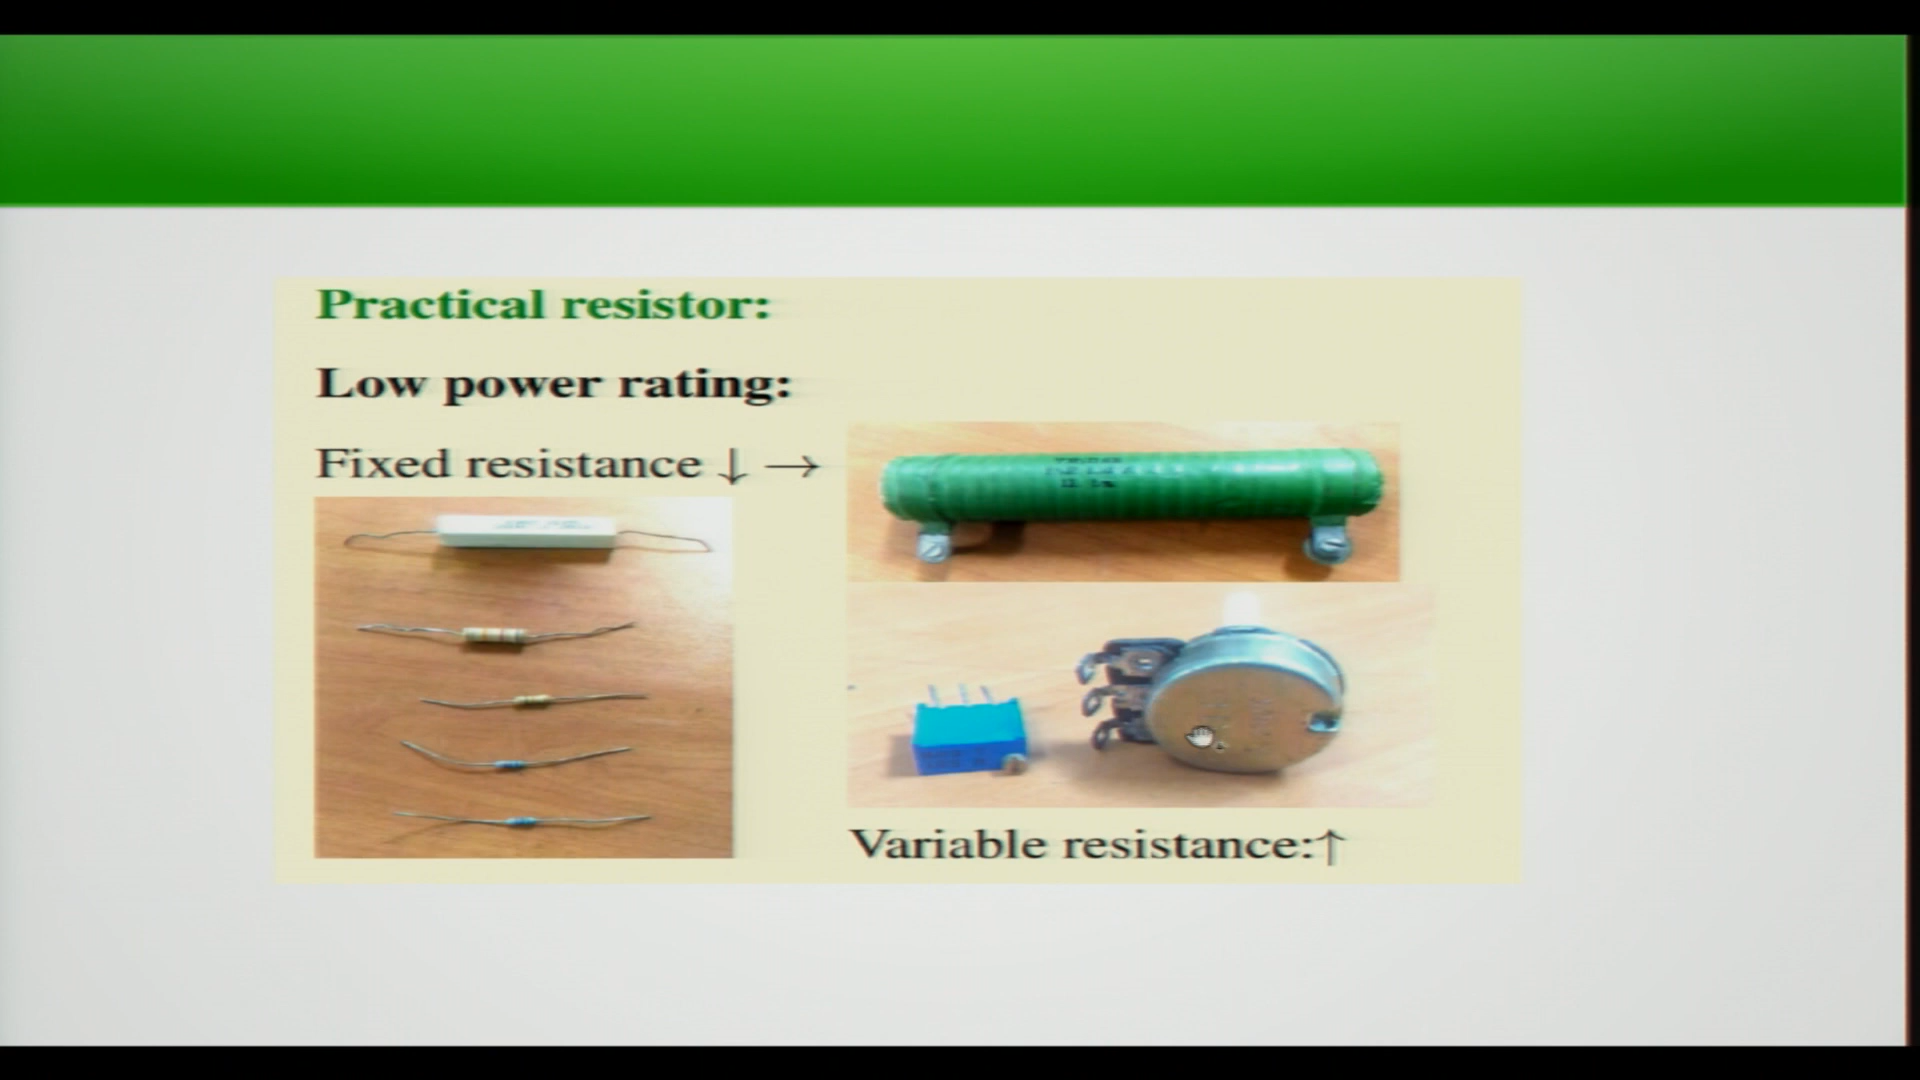 Practical resistor:
Low power rating:
Fixed resistance ↓ →
Variable resistance:↑